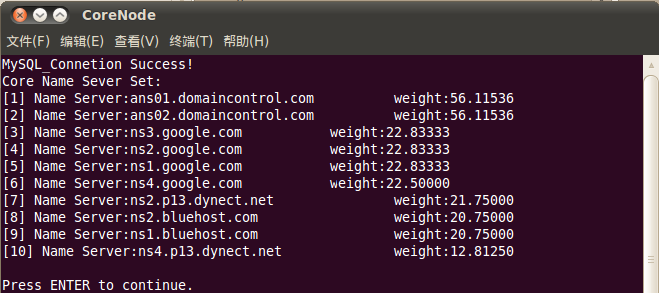 CoreNode
文件(F) 编辑(E) 查看(V) 终端(T) 帮助(H)
MySQL_Connetion Success!
Core Name Sever Set:
[1] Name Server:ans01.domaincontrol.com weight:56.11536
[2] Name Server:ans02.domaincontrol.com weight:56.11536
[3] Name Server:ns3.google.com weight:22.83333
[4] Name Server:ns2.google.com weight:22.83333
[5] Name Server:ns1.google.com weight:22.83333
[6] Name Server:ns4.google.com weight:22.50000
[7] Name Server:ns2.p13.dynect.net weight:21.75000
[8] Name Server:ns2.bluehost.com weight:20.75000
[9] Name Server:ns1.bluehost.com weight:20.75000
[10] Name Server:ns4.p13.dynect.net weight:12.81250
Press ENTER to continue.